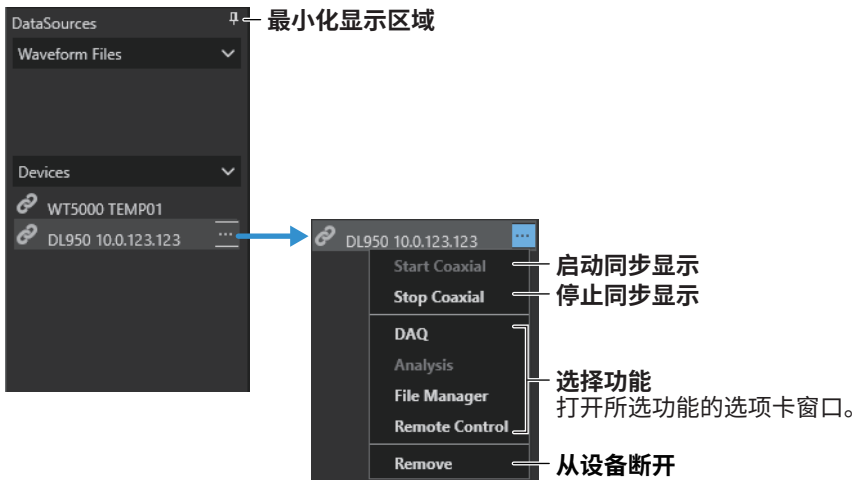 DataSources
最小化显示区域
Waveform Files
Devices
WT5000 TEMP01
DL950 10.0.123.123
...
DL950 10.0.123.123
...
Start Coaxial
启动同步显示
Stop Coaxial
停止同步显示
DAQ
Analysis
选择功能
打开所选功能的选项卡窗口。
File Manager
Remote Control
Remove
从设备断开